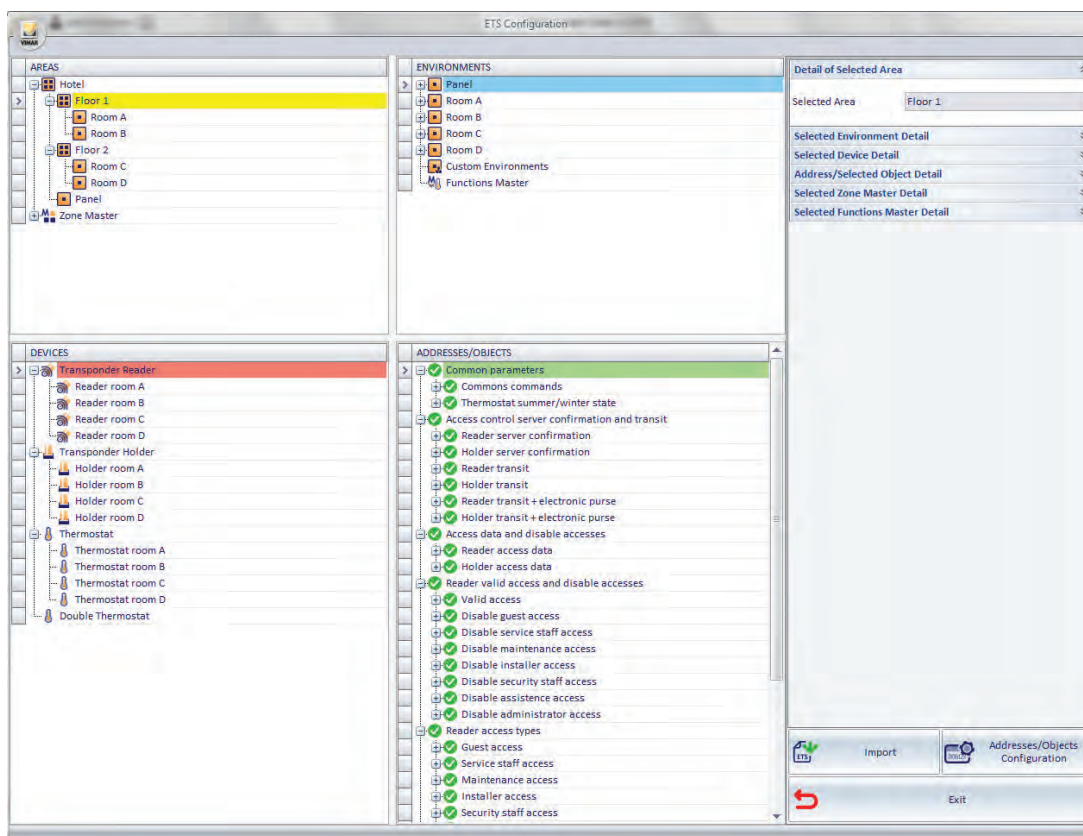 ETS Configuration
VIMAR
AREAS
Hotel
Floor 1
Room A
Room B
Floor 2
Room C
Room D
Panel
Zone Master
ENVIRONMENTS
Panel
Room A
Room B
Room C
Room D
Custom Environments
Functions Master
Detail of Selected Area
Selected Area Floor 1
Selected Environment Detail
Selected Device Detail
Address/Selected Object Detail
Selected Zone Master Detail
Selected Functions Master Detail
DEVICES
Transponder Reader
Reader room A
Reader room B
Reader room C
Reader room D
Transponder Holder
Holder room A
Holder room B
Holder room C
Holder room D
Thermostat
Thermostat room A
Thermostat room B
Thermostat room C
Thermostat room D
Double Thermostat
ADDRESSES/OBJECTS
Common parameters
Commons commands
Thermostat summer/winter state
Access control server confirmation and transit
Reader server confirmation
Holder server confirmation
Reader transit
Holder transit
Reader transit + electronic purse
Holder transit + electronic purse
Access data and disable accesses
Reader access data
Holder access data
Reader valid access and disable accesses
Valid access
Disable guest access
Disable service staff access
Disable maintenance access
Disable installer access
Disable security staff access
Disable assistence access
Disable administrator access
Reader access types
Guest access
Service staff access
Maintenance access
Installer access
Security staff access
ETS
Import
Addresses/Objects
Configuration
Exit